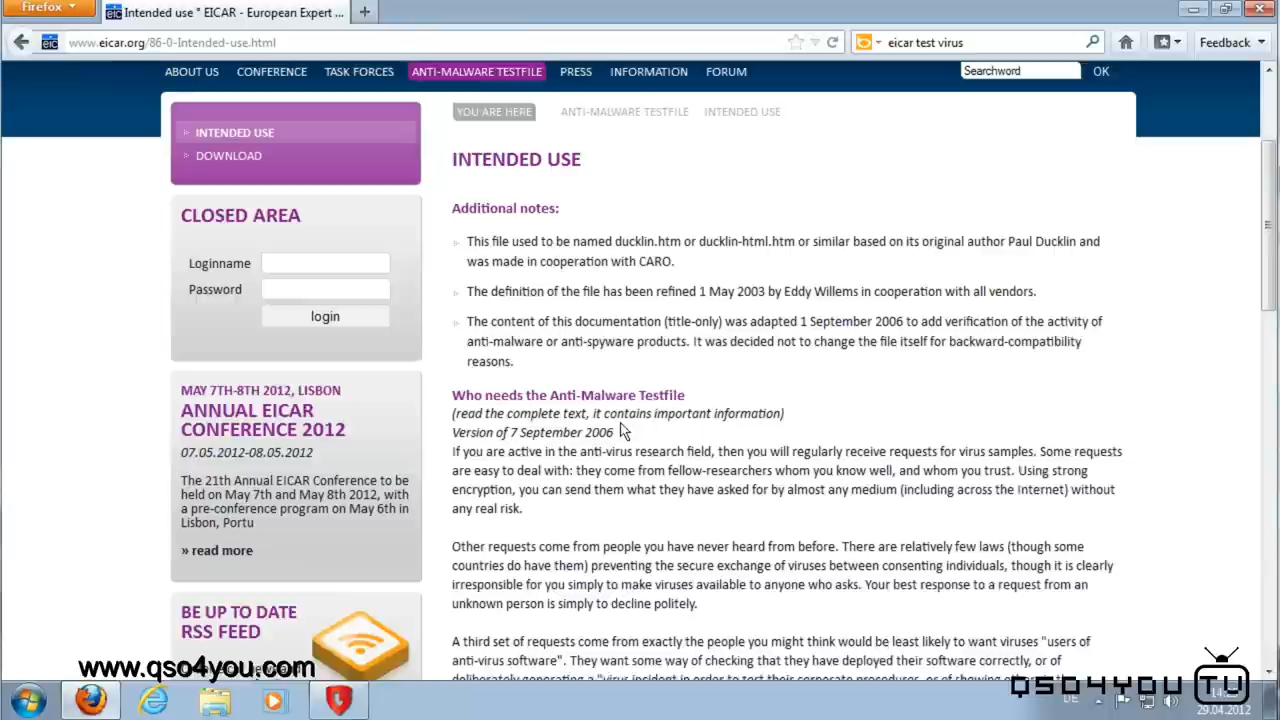 Firefox
Intended use * EICAR - European Expert ...
www.eicar.org/86-0-Intended-use.html
eicar test virus
Feedback
ABOUT US CONFERENCE TASK FORCES ANTI-MALWARE TESTFILE PRESS INFORMATION FORUM
Searchword OK
INTENDED USE
DOWNLOAD
CLOSED AREA
Loginname
Password
login
MAY 7TH-8TH 2012, LISBON
ANNUAL EICAR
CONFERENCE 2012
07.05.2012-08.05.2012
The 21th Annual EICAR Conference to be
held on May 7th and May 8th 2012, with
a pre-conference program on May 6th in
Lisbon, Portu
» read more
BE UP TO DATE
RSS FEED
YOU ARE HERE ANTI-MALWARE TESTFILE INTENDED USE
INTENDED USE
Additional notes:
This file used to be named ducklin.htm or ducklin-html.htm or similar based on its original author Paul Ducklin and
was made in cooperation with CARO.
The definition of the file has been refined 1 May 2003 by Eddy Willems in cooperation with all vendors.
The content of this documentation (title-only) was adapted 1 September 2006 to add verification of the activity of
anti-malware or anti-spyware products. It was decided not to change the file itself for backward-compatibility
reasons.
Who needs the Anti-Malware Testfile
(read the complete text, it contains important information)
Version of 7 September 2006
If you are active in the anti-virus research field, then you will regularly receive requests for virus samples. Some requests
are easy to deal with: they come from fellow-researchers whom you know well, and whom you trust. Using strong
encryption, you can send them what they have asked for by almost any medium (including across the Internet) without
any real risk.
Other requests come from people you have never heard from before. There are relatively few laws (though some
countries do have them) preventing the secure exchange of viruses between consenting individuals, though it is clearly
irresponsible for you simply to make viruses available to anyone who asks. Your best response to a request from an
unknown person is simply to decline politely.
A third set of requests come from exactly the people you might think would be least likely to want viruses "users of
anti-virus software". They want some way of checking that they have deployed their software correctly, or of
deliberately generating a "virus incident in order to test their corporate procedures, or of showing others in
www.qso4you.com
QSO4YOU TV
DE
29.04.2012